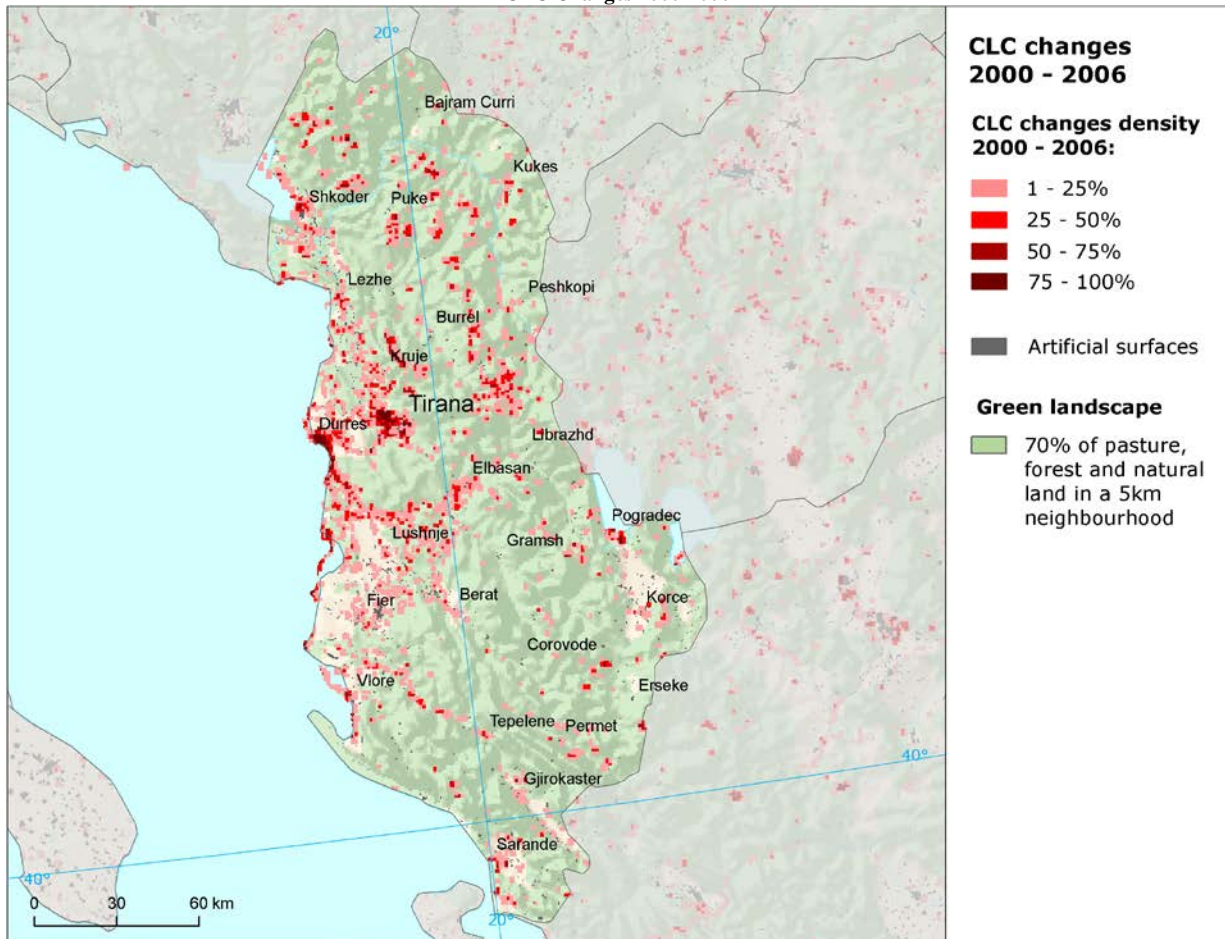 20°
Bajram Curri
Kukes
Shkoder
Puke
Lezhe
Peshkopi
Burrel
Kruje
Tirana
Durres
Librazhd
Elbasan
Pogradec
Lushnje
Gramsh
Fier
Berat
Korce
Corovode
Vlore
Erseke
Tepelene
Permet
40°
Gjirokaster
Sarande
40°
0 30 60 km
20°
CLC changes
2000 - 2006
CLC changes density
2000 - 2006:
1 - 25%
25 - 50%
50 - 75%
75 - 100%
Artificial surfaces
Green landscape
70% of pasture,
forest and natural
land in a 5km
neighbourhood